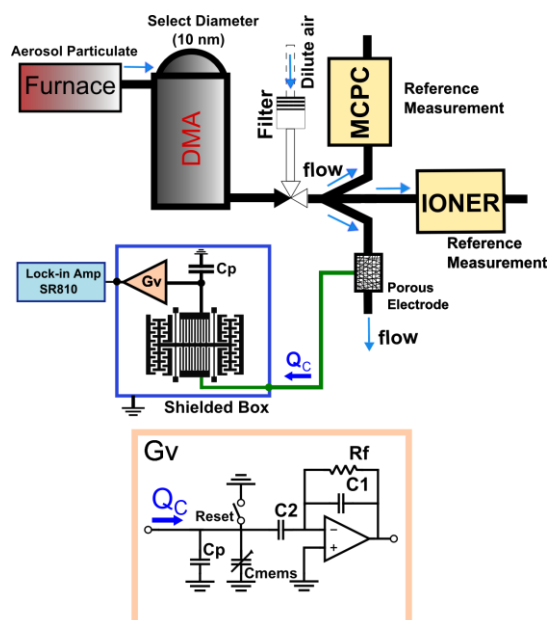 Select Diameter
(10 nm)
Aerosol Particulate
Furnace
DMA
Filter
Dilute air
MCPC
Reference
Measurement
flow
IONER
Reference
Measurement
Lock-in Amp
SR810
Gv
Cp
Porous
Electrode
flow
QC
Shielded Box
Gv
Rf
C1
QC
C2
Reset
Cp
Cmems
−
+